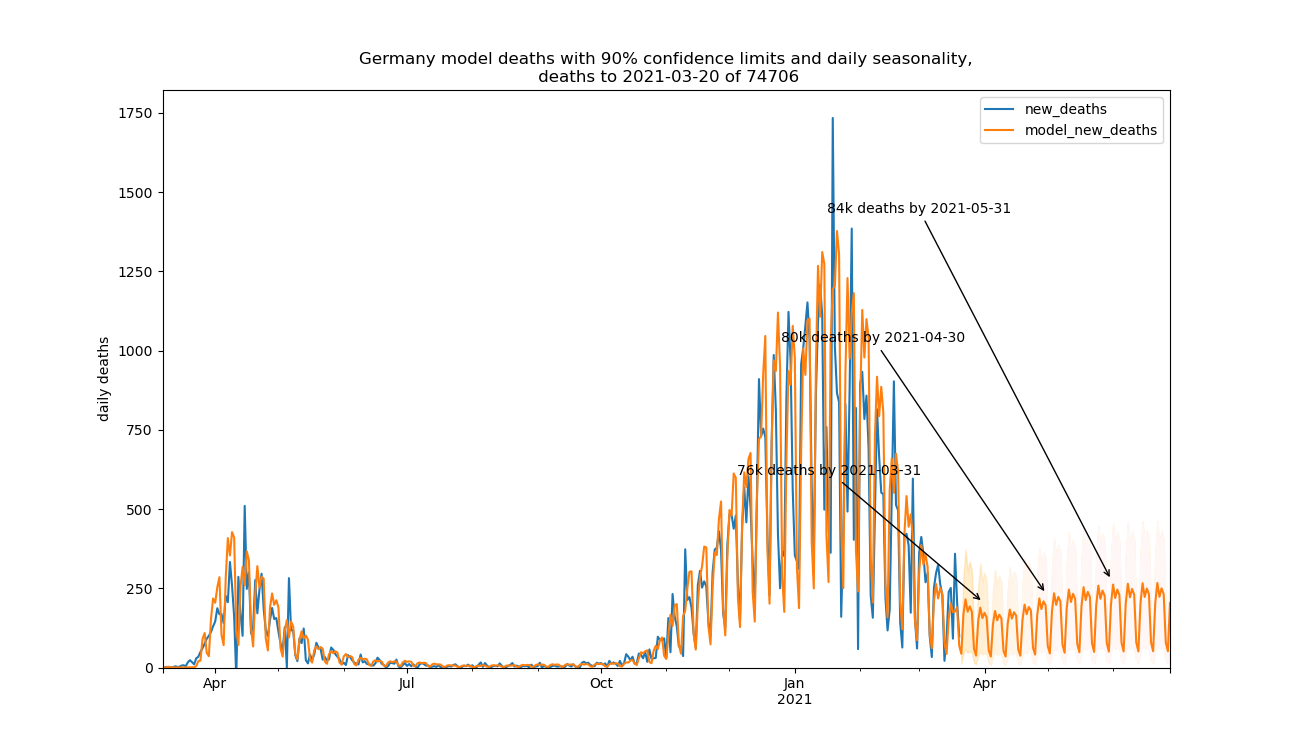 Germany model deaths with 90% confidence limits and daily seasonality,
deaths to 2021-03-20 of 74706
new_deaths
model_new_deaths
1750
1500
1250
1000
750
500
250
0
daily deaths
84k deaths by 2021-05-31
80k deaths by 2021-04-30
76k deaths by 2021-03-31
Apr
Jul
Oct
Jan
2021
Apr